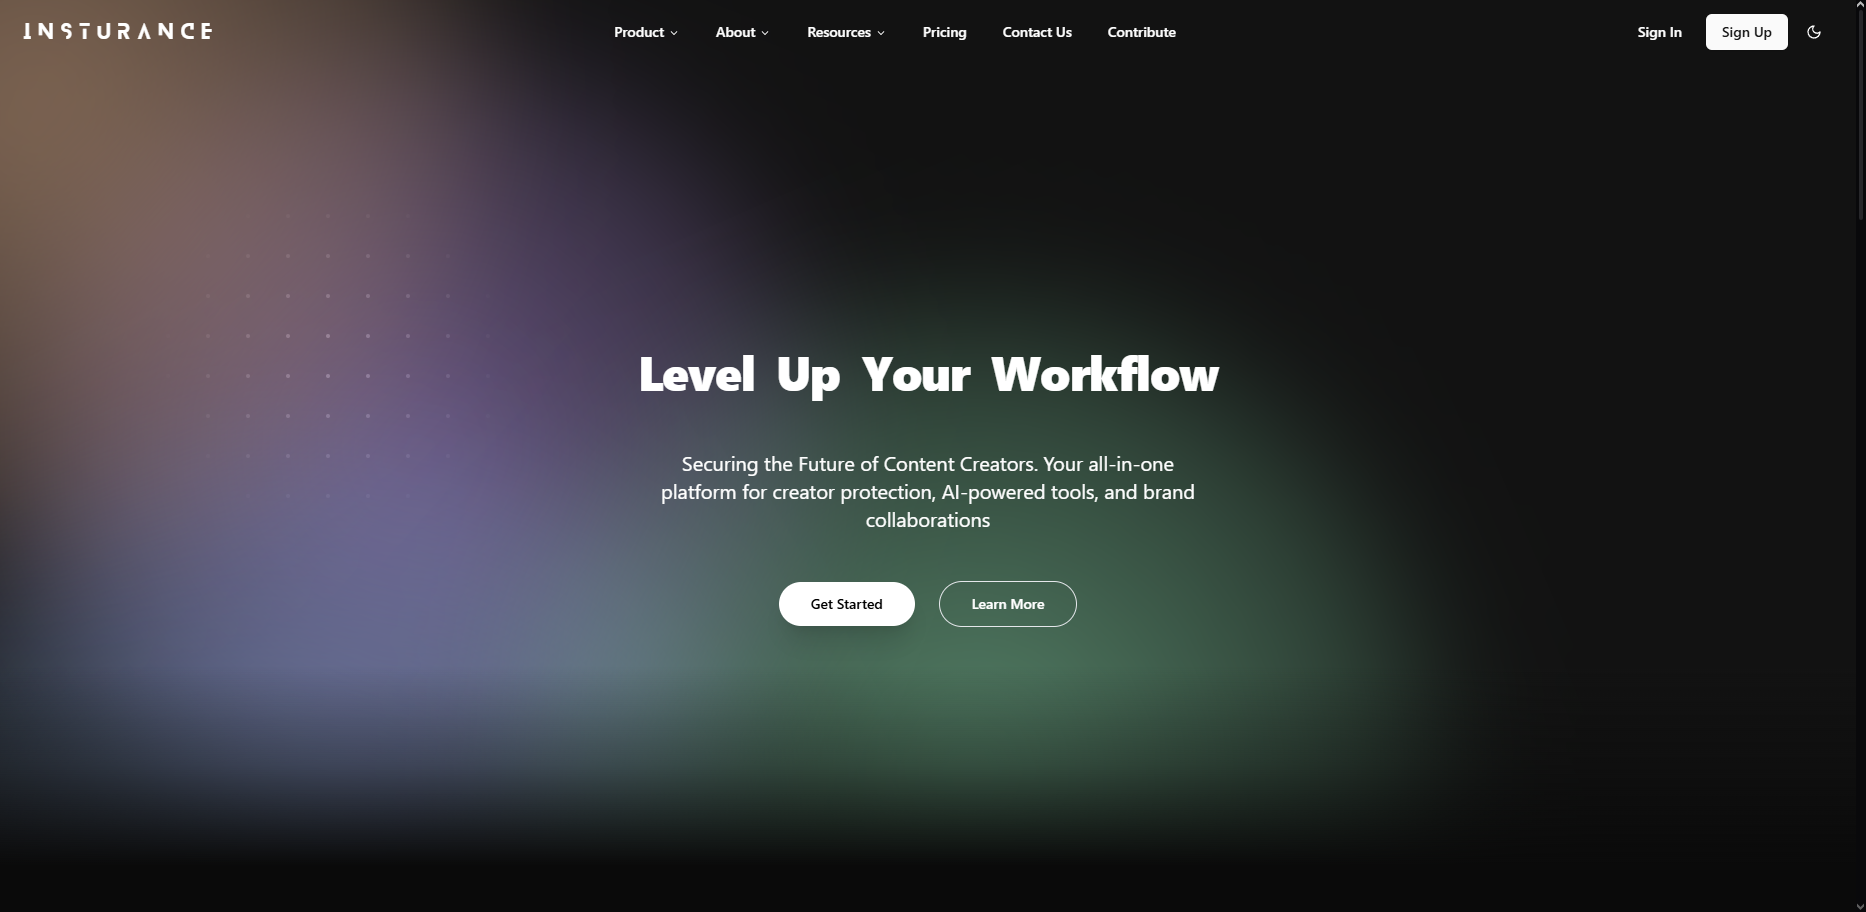 INSTURANCE
Product
About
Resources
Pricing
Contact Us
Contribute
Sign In
Sign Up
Level Up Your Workflow
Securing the Future of Content Creators. Your all-in-one
platform for creator protection, AI-powered tools, and brand
collaborations
Get Started
Learn More